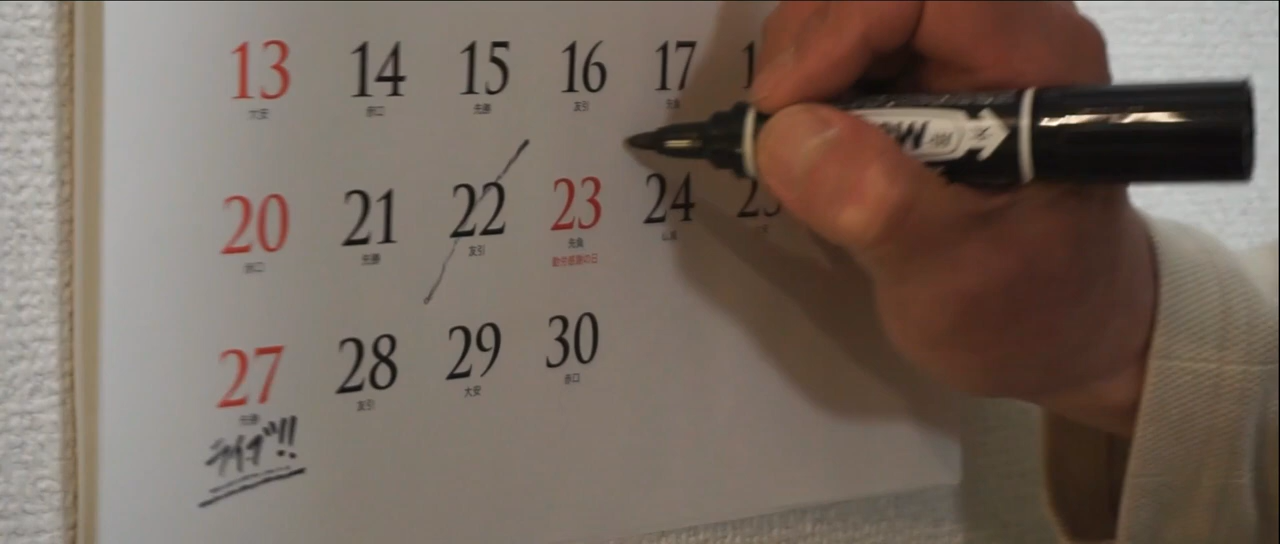 13 14 15 16 17
大安 赤口 先勝 友引 先負
20 21 22 23 24
赤口 先勝 友引 先負 仏滅
勤労感謝の日
27 28 29 30
先勝 友引 大安 赤口
ライブ!!